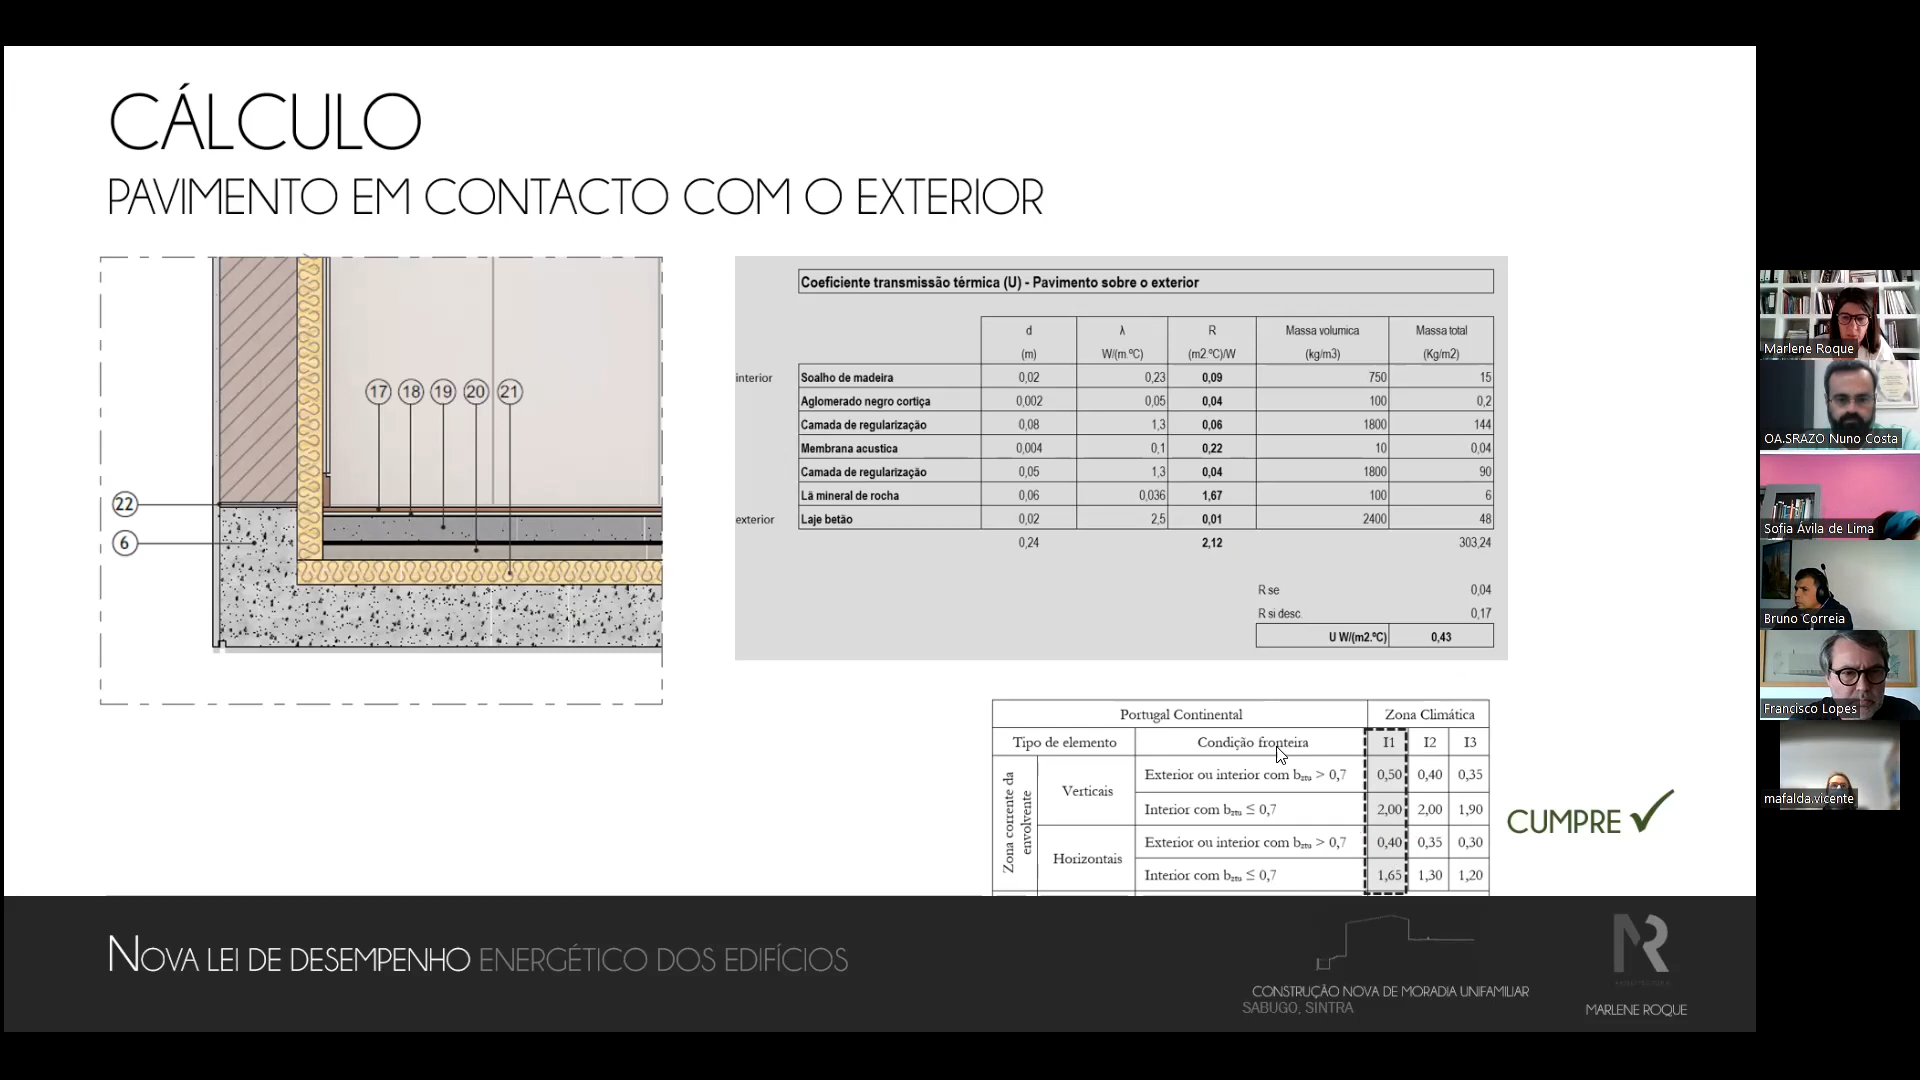 CÁLCULO
PAVIMENTO EM CONTACTO COM O EXTERIOR
17 18 19 20 21
22
6
Coeficiente transmissão térmica (U) - Pavimento sobre o exterior
d λ R Massa volumica Massa total
(m) W/(m.ºC) (m2.ºC)/W (kg/m3) (Kg/m2)
interior Soalho de madeira 0,02 0,23 0,09 750 15
Aglomerado negro cortiça 0,002 0,05 0,04 100 0,2
Camada de regularização 0,08 1,3 0,06 1800 144
Membrana acustica 0,004 0,1 0,22 10 0,04
Camada de regularização 0,05 1,3 0,04 1800 90
Lã mineral de rocha 0,06 0,036 1,67 100 6
exterior Laje betão 0,02 2,5 0,01 2400 48
0,24 2,12 303,24
R se 0,04
R si desc. 0,17
U W/(m2.ºC) 0,43
Portugal Continental Zona Climática
Tipo de elemento Condição fronteira I1 I2 I3
Zona corrente da envolvente
Verticais Exterior ou interior com bztu > 0,7 0,50 0,40 0,35
Interior com bztu ≤ 0,7 2,00 2,00 1,90
Horizontais Exterior ou interior com bztu > 0,7 0,40 0,35 0,30
Interior com bztu ≤ 0,7 1,65 1,30 1,20
CUMPRE ✓
NOVA LEI DE DESEMPENHO ENERGÉTICO DOS EDIFÍCIOS
CONSTRUÇÃO NOVA DE MORADIA UNIFAMILIAR
SABUGO, SINTRA
MR
MARLENE ROQUE
Marlene Roque
OA.SRAZO Nuno Costa
Sofia Ávila de Lima
Bruno Correia
Francisco Lopes
mafalda.vicente